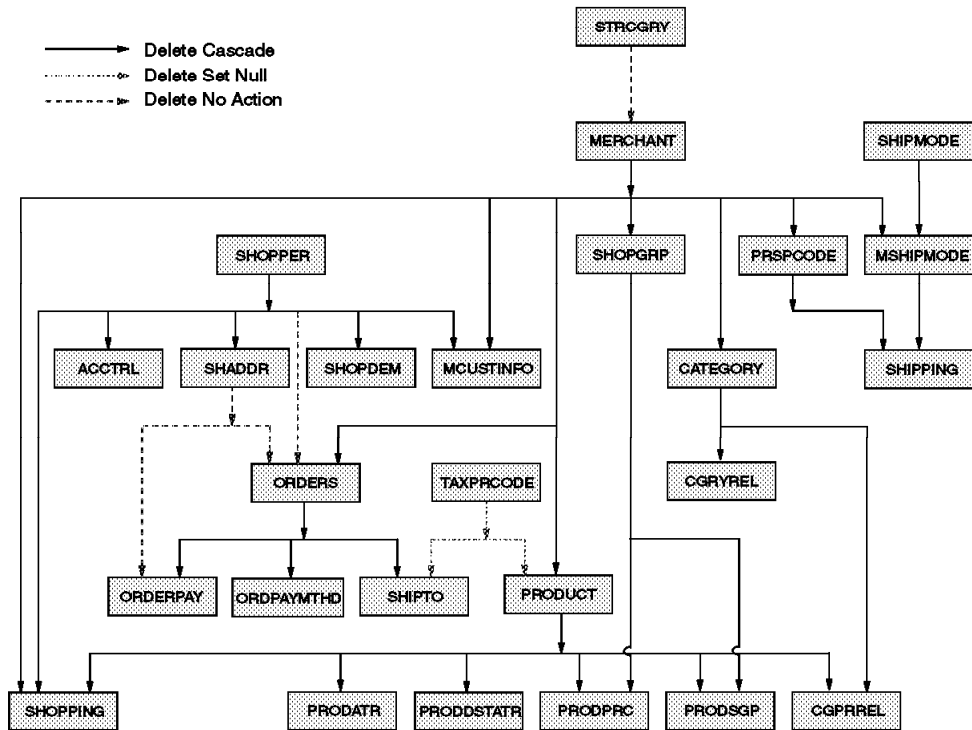 STRCGRY
Delete Cascade
Delete Set Null
Delete No Action
MERCHANT
SHIPMODE
SHOPPER
SHOPGRP
PRSPCODE
MSHIPMODE
ACCTRL
SHADDR
SHOPDEM
MCUSTINFO
CATEGORY
SHIPPING
ORDERS
TAXPRCODE
CGRYREL
ORDERPAY
ORDPAYMTHD
SHIPTO
PRODUCT
SHOPPING
PRODATR
PRODDSTATR
PRODPRC
PRODSGP
CGPRREL